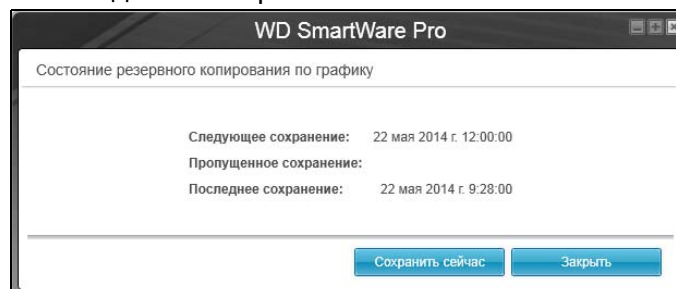 WD SmartWare Pro
Состояние резервного копирования по графику
Следующее сохранение: 22 мая 2014 г. 12:00:00
Пропущенное сохранение:
Последнее сохранение: 22 мая 2014 г. 9:28:00
Сохранить сейчас Закрыть